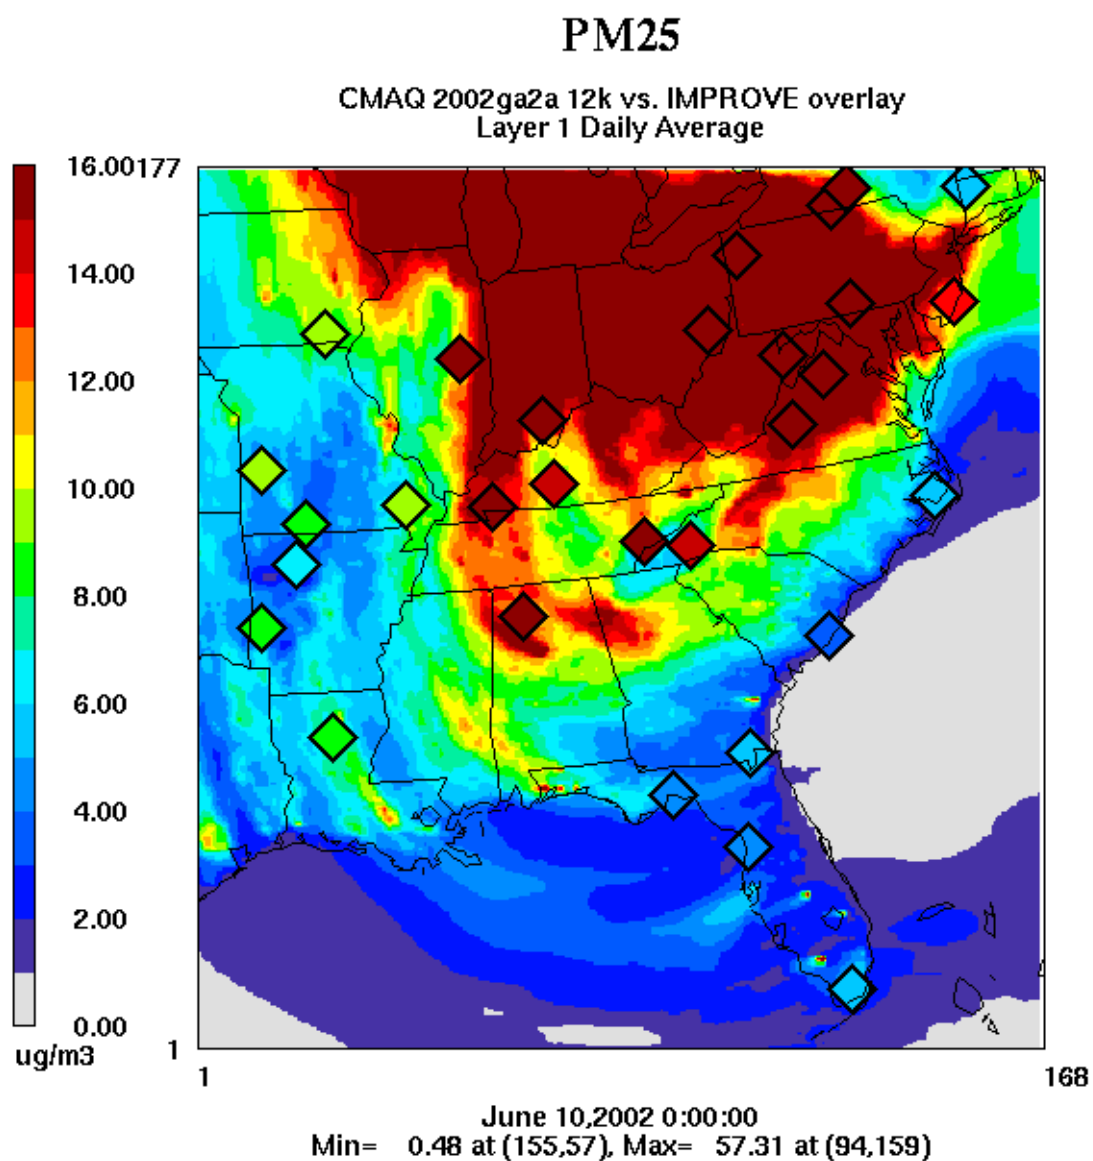 PM25
CMAQ 2002ga2a 12k vs. IMPROVE overlay
Layer 1 Daily Average
16.00
14.00
12.00
10.00
8.00
6.00
4.00
2.00
0.00
ug/m3
177
1
1
168
June 10,2002 0:00:00
Min= 0.48 at (155,57), Max= 57.31 at (94,159)